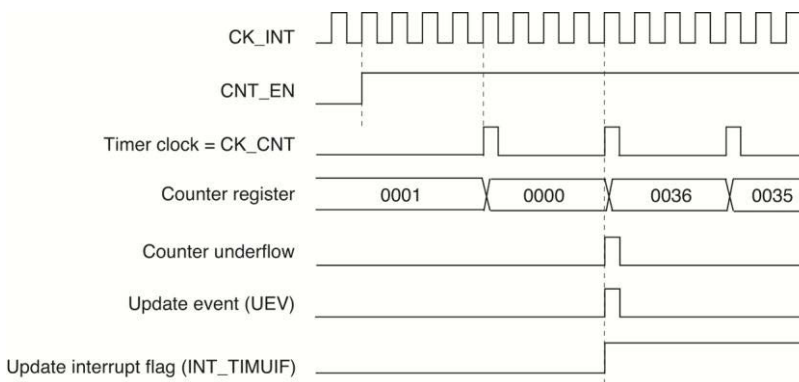 CK_INT
CNT_EN
Timer clock = CK_CNT
Counter register 0001 0000 0036 0035
Counter underflow
Update event (UEV)
Update interrupt flag (INT_TIMUIF)